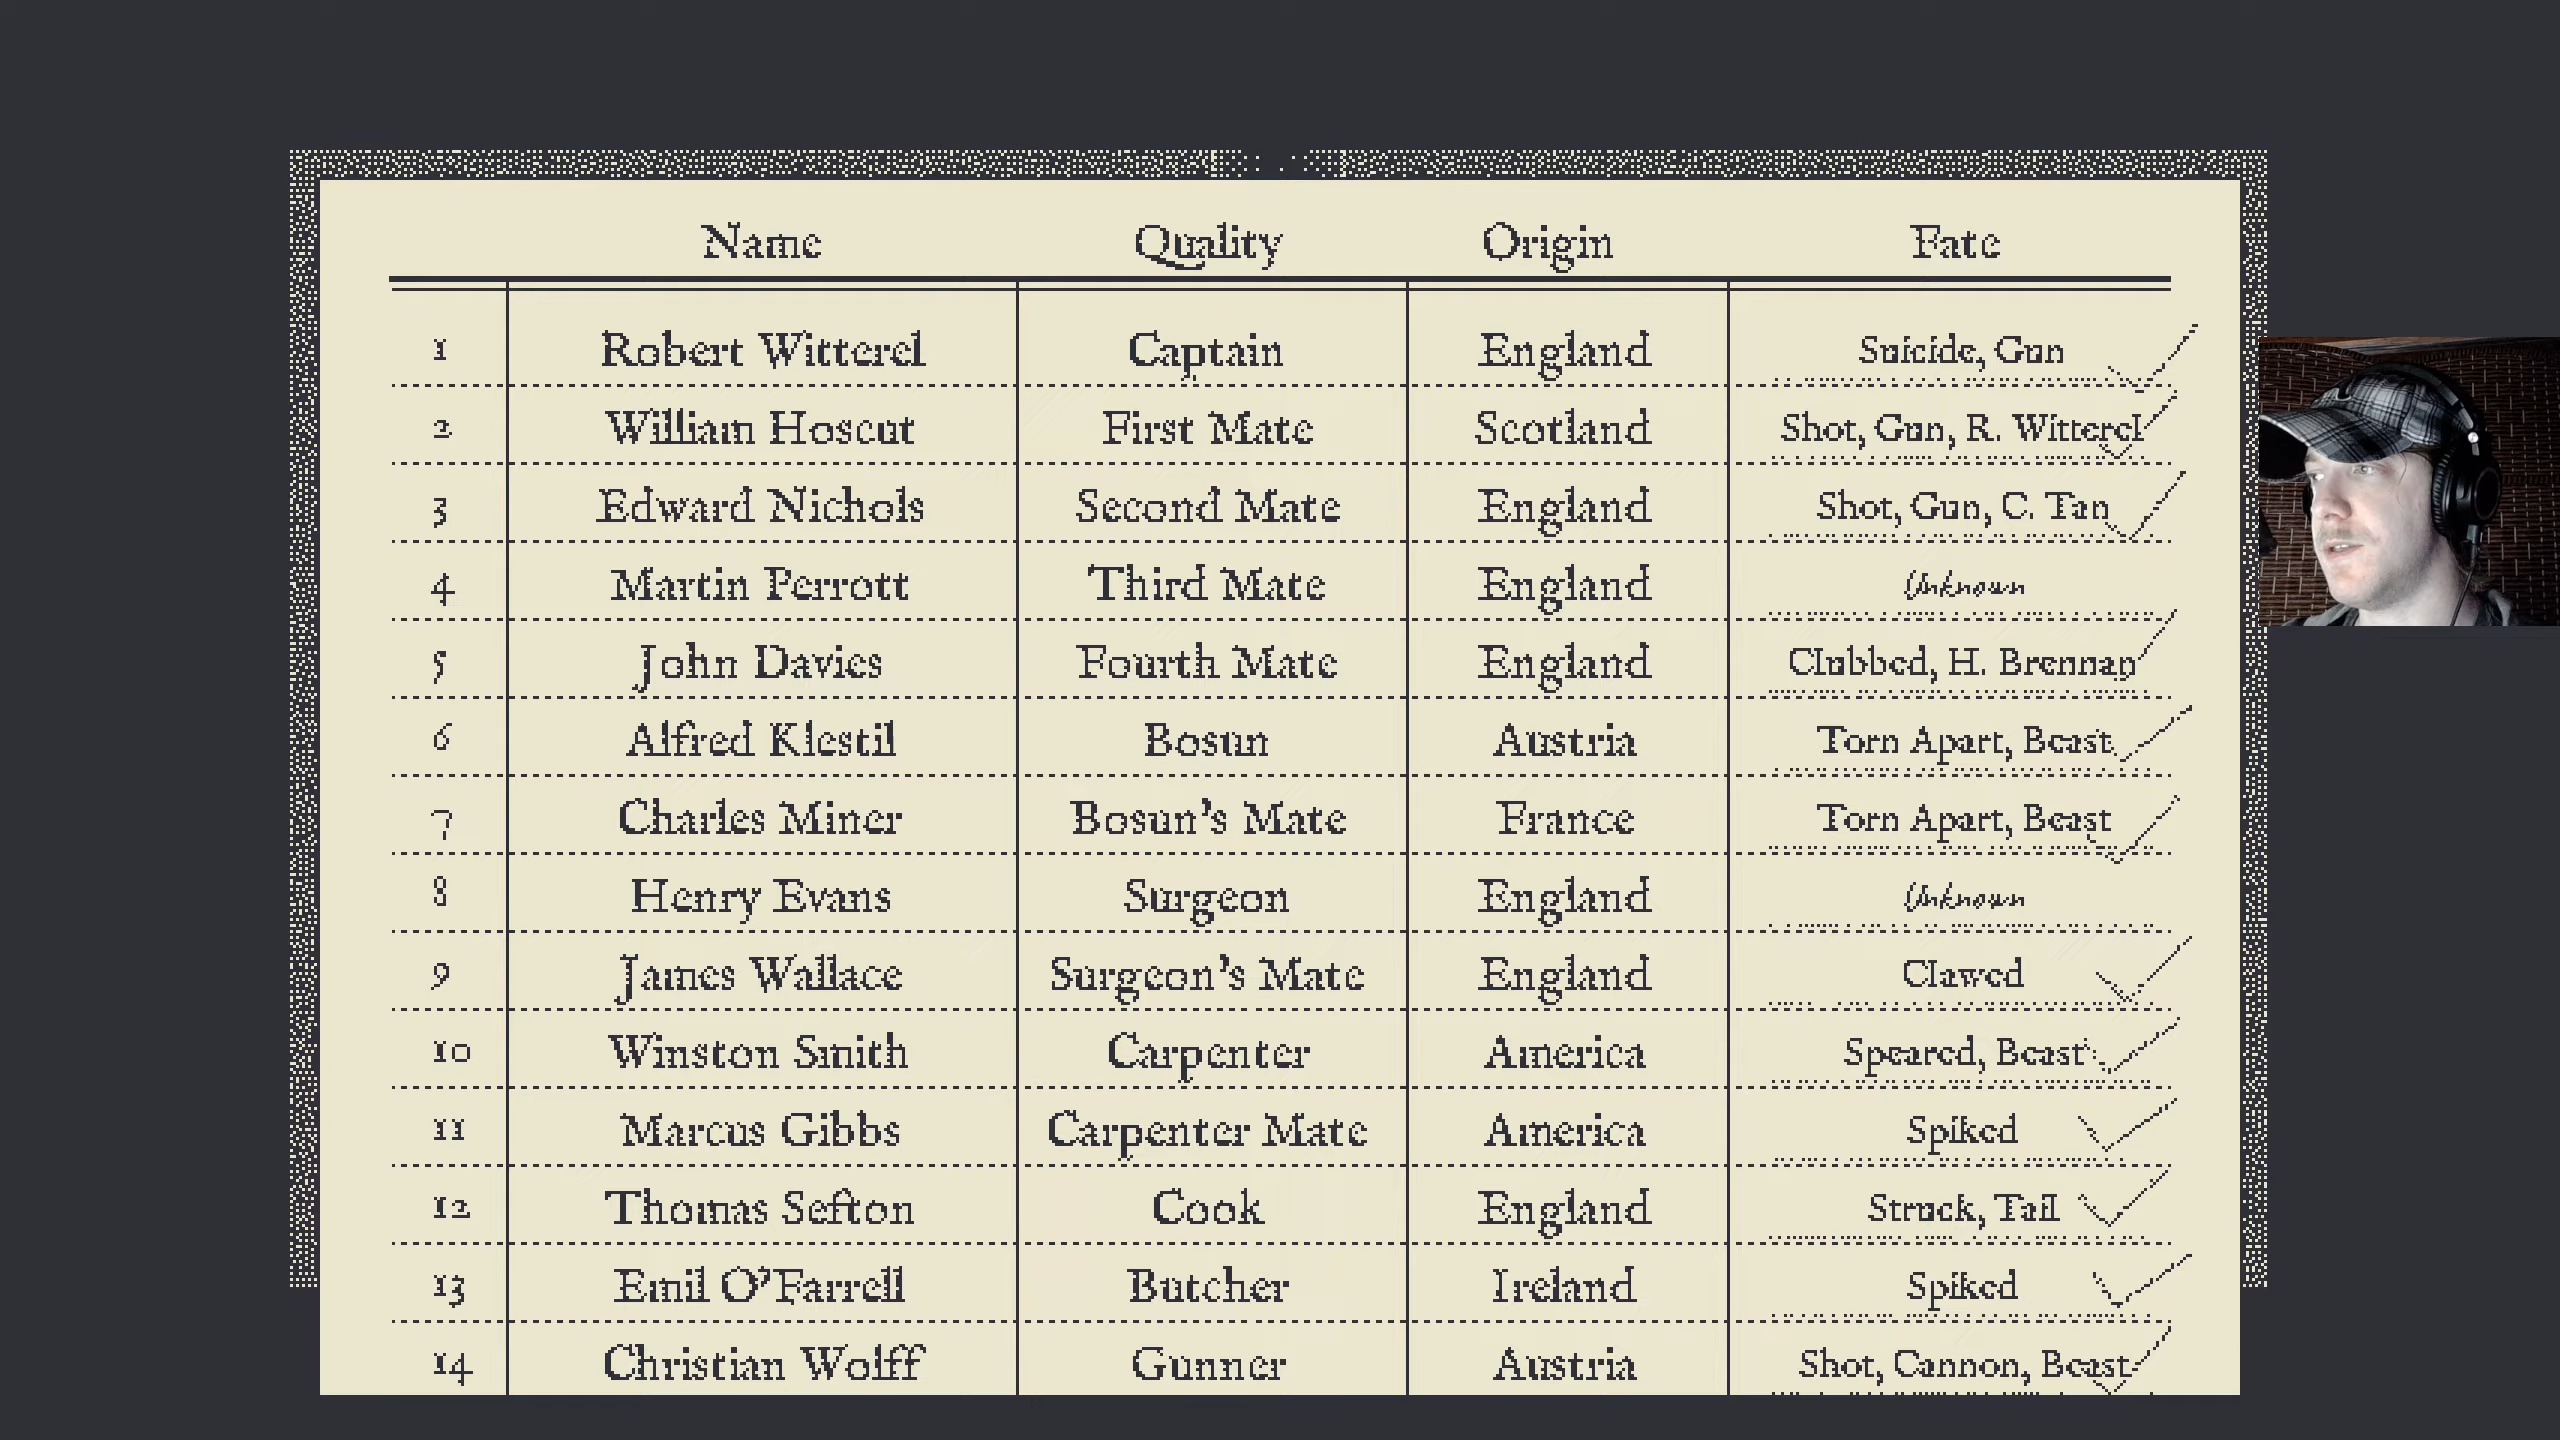 Name Quality Origin Fate
1 Robert Witterel Captain England Suicide, Gun
2 William Hoscut First Mate Scotland Shot, Gun, R. Witterel
3 Edward Nichols Second Mate England Shot, Gun, C. Tan
4 Martin Perrott Third Mate England Unknown
5 John Davies Fourth Mate England Clubbed, H. Brennan
6 Alfred Klestil Bosun Austria Torn Apart, Beast
7 Charles Miner Bosun's Mate France Torn Apart, Beast
8 Henry Evans Surgeon England Unknown
9 James Wallace Surgeon's Mate England Clawed
10 Winston Smith Carpenter America Speared, Beast
11 Marcus Gibbs Carpenter Mate America Spiked
12 Thomas Sefton Cook England Struck, Tail
13 Emil O'Farrell Butcher Ireland Spiked
14 Christian Wolff Gunner Austria Shot, Cannon, Beast